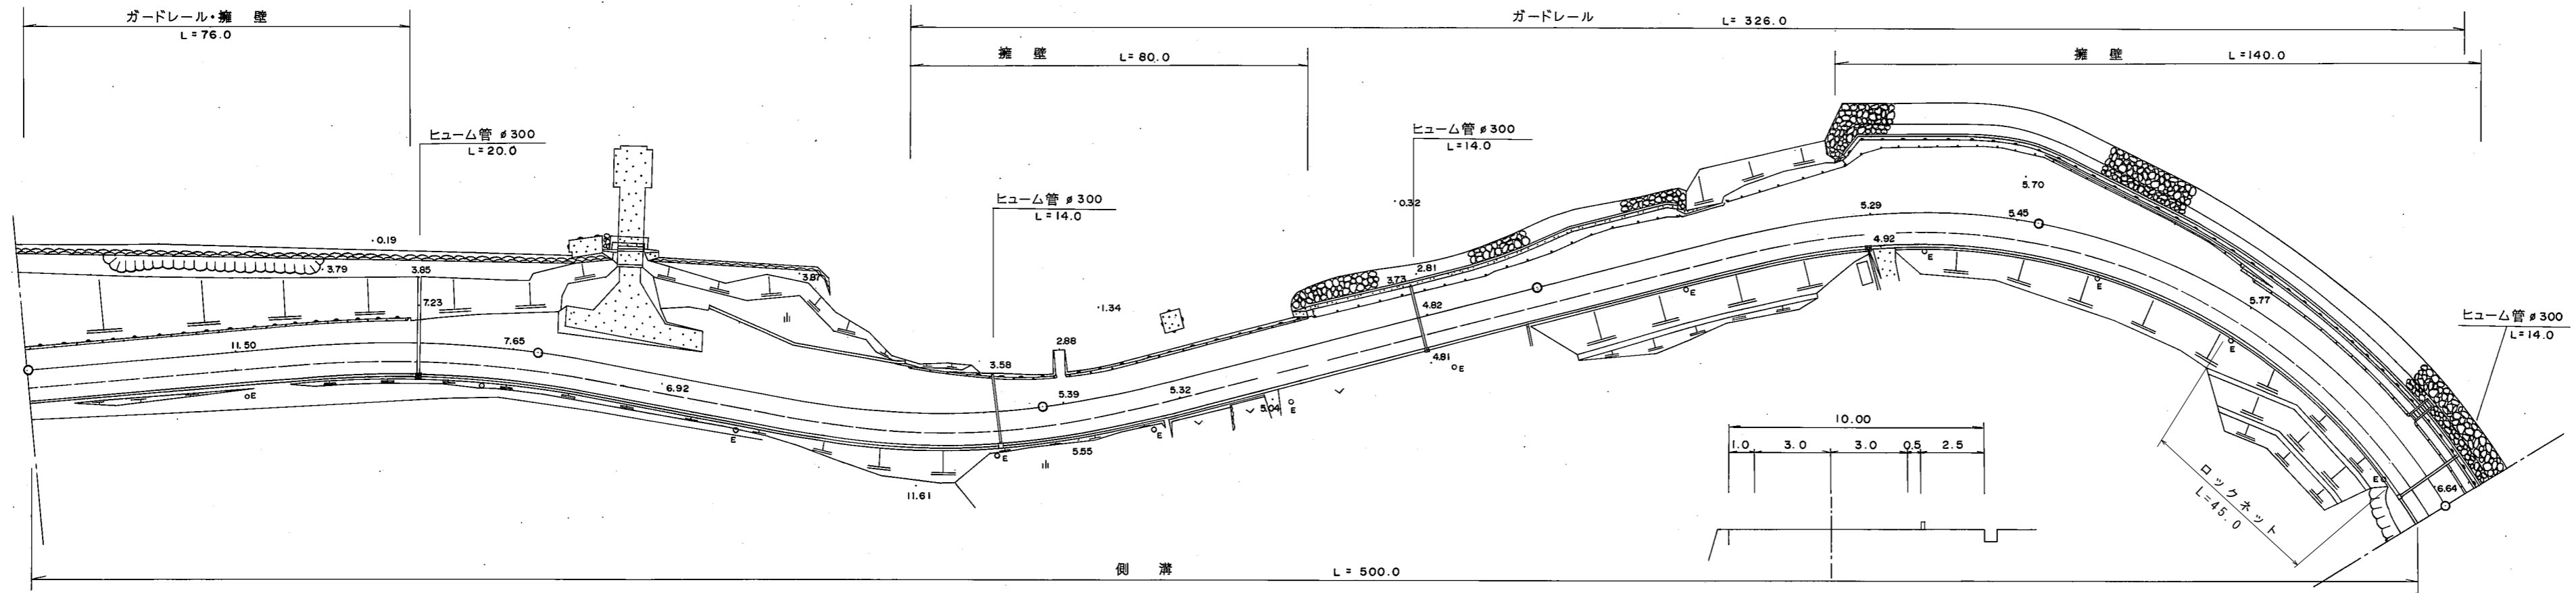 ガードレール・擁 壁
L=76.0
ガードレール L= 326.0
擁 壁 L=80.0
擁 壁 L=140.0
ヒューム管 ø300
L=20.0
ヒューム管 ø300
L=14.0
ヒューム管 ø300
L=14.0
ヒューム管 ø300
L=14.0
0.19
3.79
3.85
7.23
3.87
11.50
7.65
6.92
E
E
11.61
3.58
2.88
5.39
5.32
5.55
E
E
5.04
E
1.34
0.32
3.73
2.81
4.82
4.81
E
E
5.29
4.92
E
5.45
5.70
E
5.77
E
E
6.64
ロックネット
L=45.0
10.00
1.0 3.0 3.0 0.5 2.5
側 溝 L= 500.0